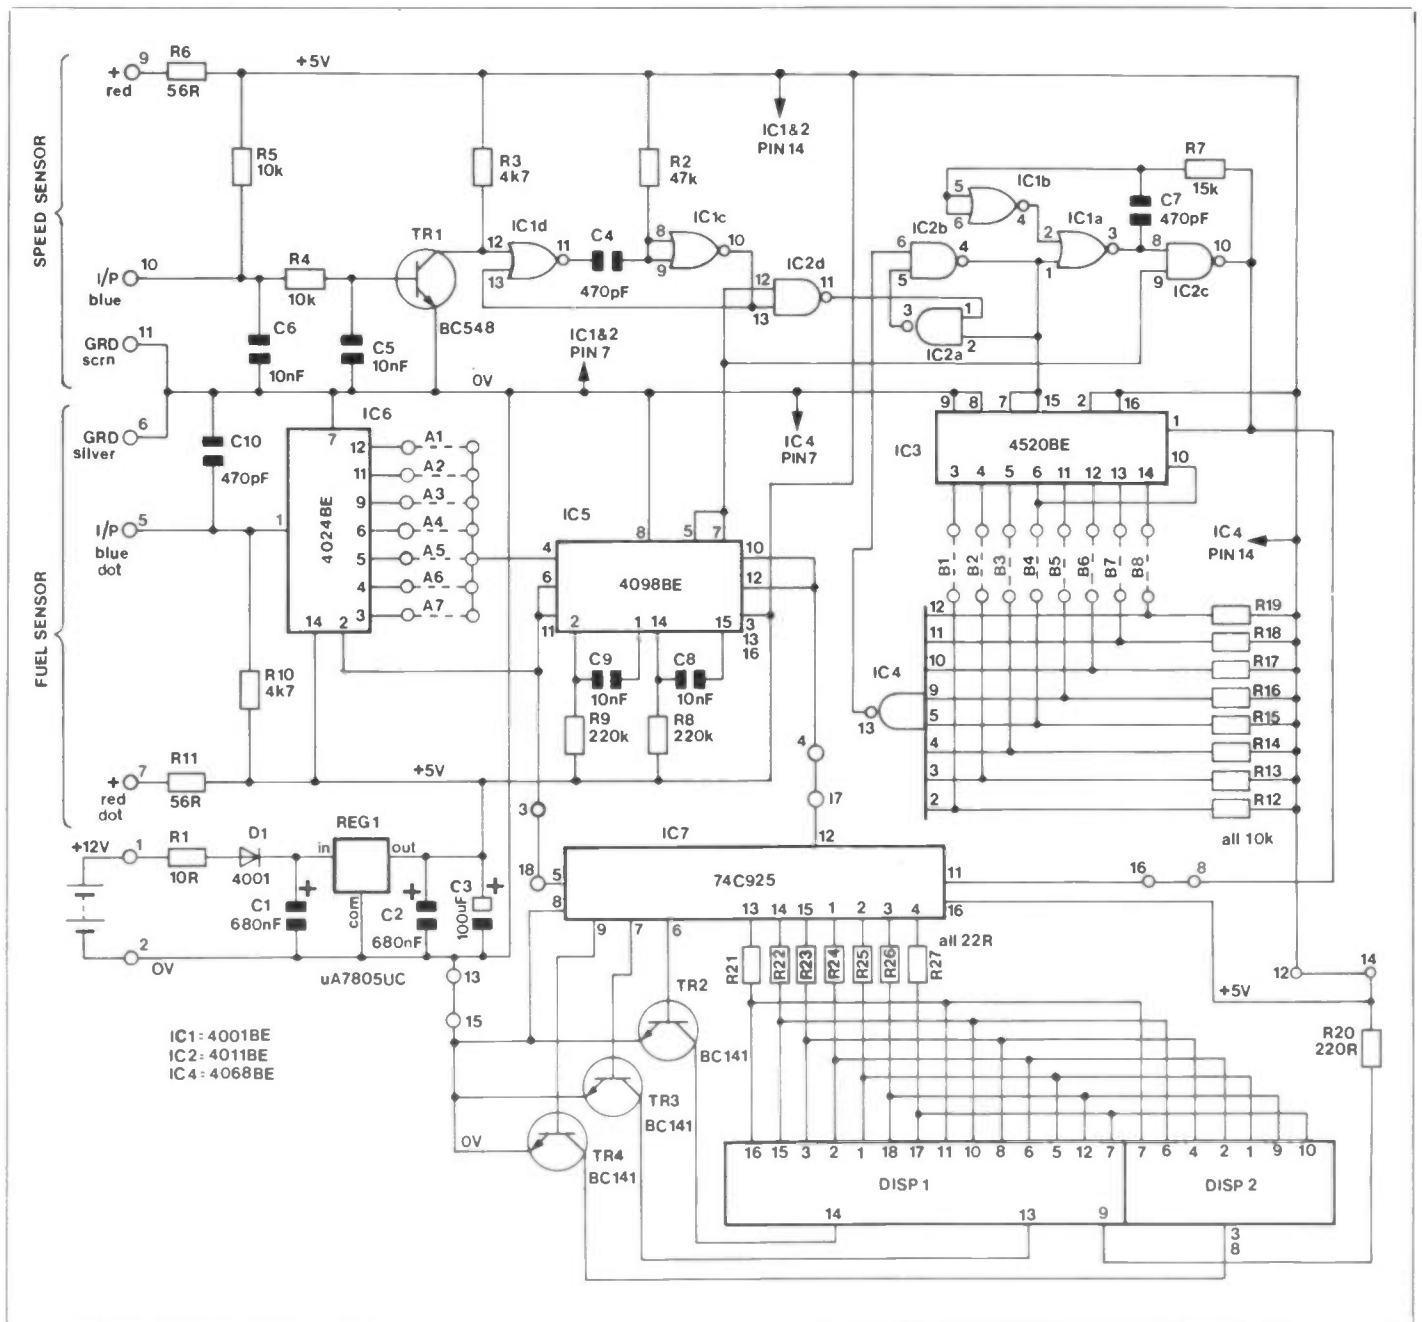 SPEED SENSOR
+ 9
red
R6
56R
+5V
R5
10k
I/P 10
blue
R4
10k
GRD 11
scrn
C6
10nF
C5
10nF
TR1
BC548
R3
4k7
12
13
IC1d
11
C4
470pF
R2
47k
8
9
IC1c
10
IC1&2
PIN 14
12
13
IC2d
11
IC1&2
PIN 7
0V
5
6
IC1b
4
R7
15k
C7
470pF
IC2b
6
5
4
2
1
IC1a
3
8
9
10
IC2c
3
1
2
IC2a
FUEL SENSOR
GRD 6
silver
C10
470pF
I/P 5
blue
dot
R10
4k7
+ 7
red
dot
R11
56R
+5V
IC6
4024BE
7
1
12 A1
11 A2
9 A3
6 A4
5 A5
4 A6
3 A7
14 2
IC5
4098BE
8
5 7
4
6
11
10
12
3
13
16
2 1 14 15
C9
10nF
C8
10nF
R9
220k
R8
220k
IC4
PIN7
IC3
4520BE
9 8 7 15 2 16
1
10
3 4 5 6 11 12 13 14
B1 B2 B3 B4 B5 B6 B7 B8
IC4
PIN 14
IC4
13
12
11
10
9
5
4
3
2
R19
R18
R17
R16
R15
R14
R13
R12
all 10k
4
17
3
18
+12V
1
R1
10R
D1
4001
REG1
in
out
com
C1
680nF
+
C2
680nF
+
C3
100uF
+
2
0V
uA7805UC
13
15
IC7
74C925
12
5
8
11
16
16 8
9 7 6
13 14 15 1 2 3 4
all 22R
R21 R22 R23 R24 R25 R26 R27
12 14
+5V
R20
220R
TR2
BC141
TR3
BC141
TR4
BC141
0V
IC1=4001BE
IC2=4011BE
IC4=4068BE
16 15 3 2 1 18 17 11 10 8 6 5 12 7
7 6 4 2 1 9 10
DISP 1
DISP 2
14
13
9
3
8